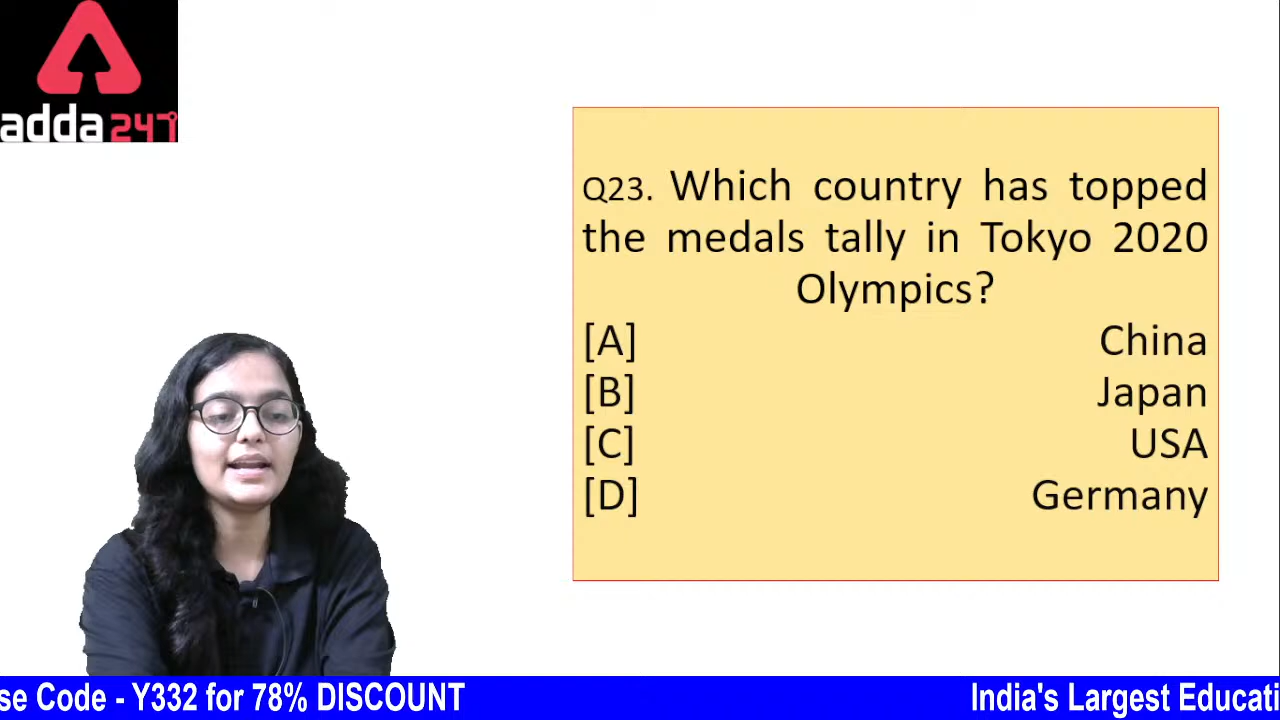 adda247
Q23. Which country has topped
the medals tally in Tokyo 2020
Olympics?
[A] China
[B] Japan
[C] USA
[D] Germany
se Code - Y332 for 78% DISCOUNT India's Largest Educati